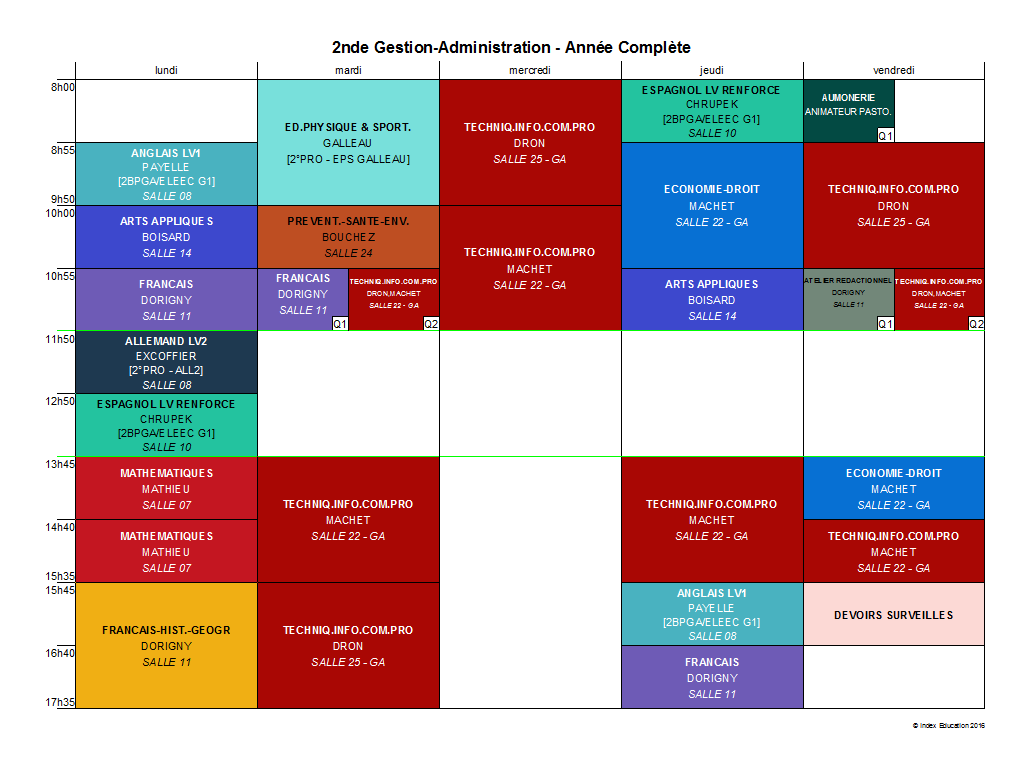 2nde Gestion-Administration - Année Complète
lundi
mardi
mercredi
jeudi
vendredi
8h00
8h55
9h50
10h00
10h55
11h50
12h50
13h45
14h40
15h35
15h45
16h40
17h35
ANGLAIS LV1
PAYELLE
[2BPGA/ELEEC G1]
SALLE 08
ARTS APPLIQUES
BOISARD
SALLE 14
FRANCAIS
DORIGNY
SALLE 11
ALLEMAND LV2
EXCOFFIER
[2°PRO - ALL2]
SALLE 08
ESPAGNOL LV RENFORCE
CHRUPEK
[2BPGA/ELEEC G1]
SALLE 10
MATHEMATIQUES
MATHIEU
SALLE 07
MATHEMATIQUES
MATHIEU
SALLE 07
FRANCAIS-HIST.-GEOGR
DORIGNY
SALLE 11
ED.PHYSIQUE & SPORT.
GALLEAU
[2°PRO - EPS GALLEAU]
PREVENT.-SANTE-ENV.
BOUCHEZ
SALLE 24
FRANCAIS
DORIGNY
SALLE 11
Q1
TECHNIQ.INFO.COM.PRO
DRON,MACHET
SALLE 22 - GA
Q2
TECHNIQ.INFO.COM.PRO
MACHET
SALLE 22 - GA
TECHNIQ.INFO.COM.PRO
DRON
SALLE 25 - GA
TECHNIQ.INFO.COM.PRO
DRON
SALLE 25 - GA
TECHNIQ.INFO.COM.PRO
MACHET
SALLE 22 - GA
ESPAGNOL LV RENFORCE
CHRUPEK
[2BPGA/ELEEC G1]
SALLE 10
ECONOMIE-DROIT
MACHET
SALLE 22 - GA
ARTS APPLIQUES
BOISARD
SALLE 14
TECHNIQ.INFO.COM.PRO
MACHET
SALLE 22 - GA
ANGLAIS LV1
PAYELLE
[2BPGA/ELEEC G1]
SALLE 08
FRANCAIS
DORIGNY
SALLE 11
AUMONERIE
ANIMATEUR PASTO.
Q1
TECHNIQ.INFO.COM.PRO
DRON
SALLE 25 - GA
ATELIER REDACTIONNEL
DORIGNY
SALLE 11
Q1
TECHNIQ.INFO.COM.PRO
DRON,MACHET
SALLE 22 - GA
Q2
ECONOMIE-DROIT
MACHET
SALLE 22 - GA
TECHNIQ.INFO.COM.PRO
MACHET
SALLE 22 - GA
DEVOIRS SURVEILLES
© Index Education 2016